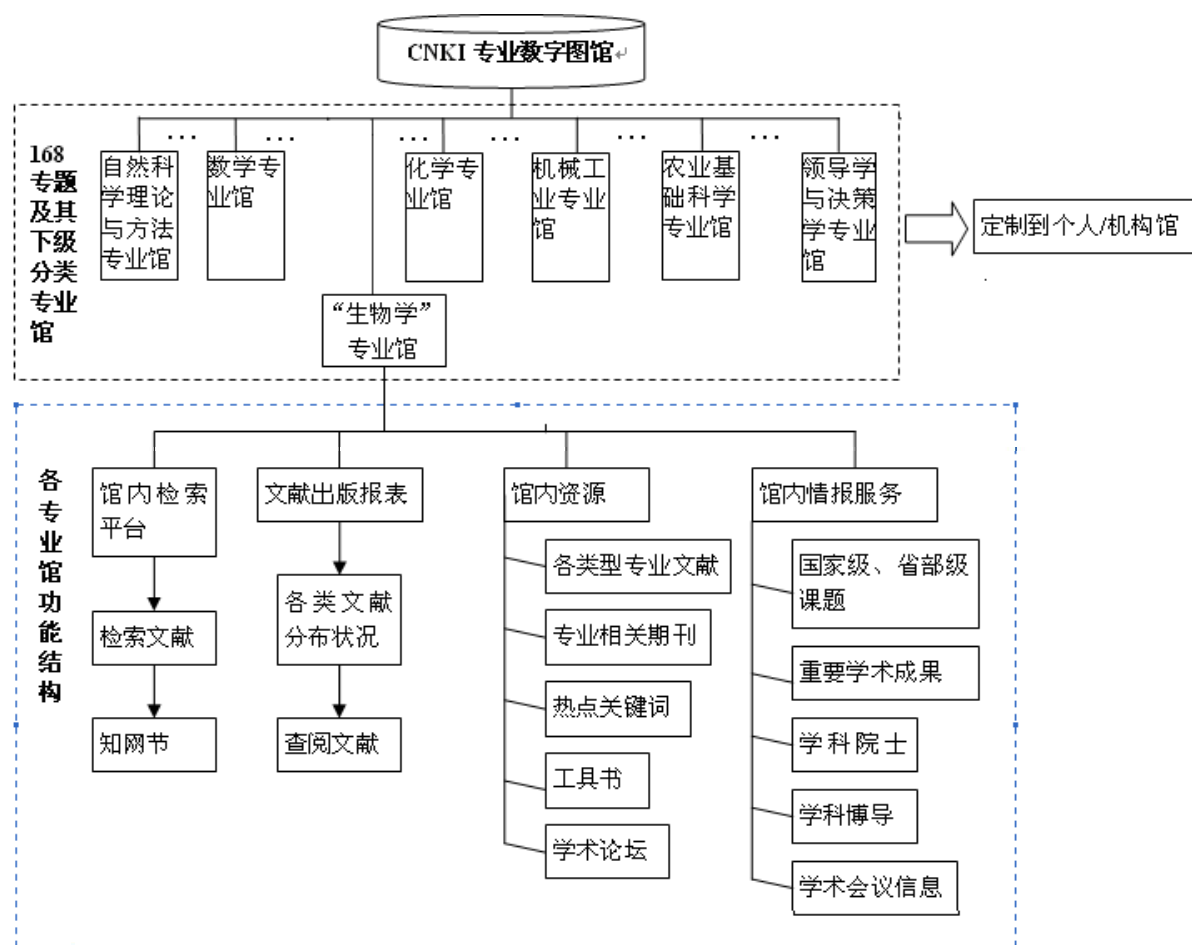 CNKI 专业数字图馆
168
专题
及其
下级
分类
专业
馆
…
…
…
…
…
…
自然科
学理论
与方法
专业馆
数学专
业馆
化学专
业馆
机械工
业专业
馆
农业基
础科学
专业馆
领导学
与决策
学专业
馆
定制到个人/机构馆
“生物学”
专业馆
各
专
业
馆
功
能
结
构
馆内检索
平台
检索文献
知网节
文献出版报表
各类文献
分布状况
查阅文献
馆内资源
各类型专业文献
专业相关期刊
热点关键词
工具书
学术论坛
馆内情报服务
国家级、省部级
课题
重要学术成果
学科院士
学科博导
学术会议信息